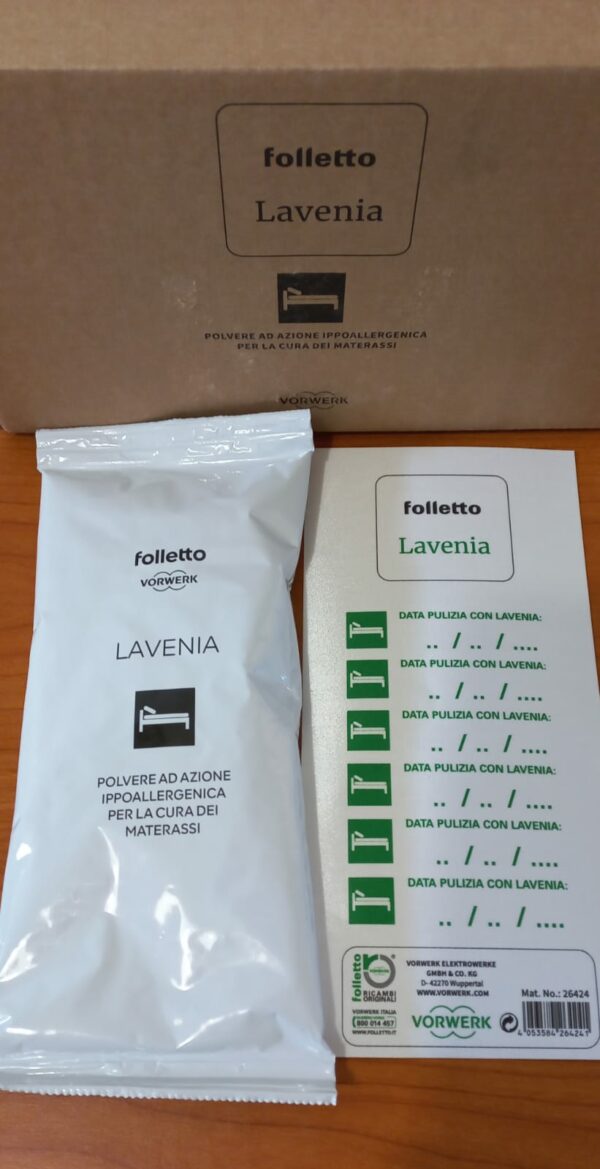 folletto
Lavenia
POLVERE AD AZIONE IPPOALLERGENICA
PER LA CURA DEI MATERASSI
VORWERK
folletto
VORWERK
LAVENIA
POLVERE AD AZIONE
IPPOALLERGENICA
PER LA CURA DEI
MATERASSI
folletto
Lavenia
DATA PULIZIA CON LAVENIA:
.. / .. / ....
DATA PULIZIA CON LAVENIA:
.. / .. / ....
DATA PULIZIA CON LAVENIA:
.. / .. / ....
DATA PULIZIA CON LAVENIA:
.. / .. / ....
DATA PULIZIA CON LAVENIA:
.. / .. / ....
DATA PULIZIA CON LAVENIA:
.. / .. / ....
folletto
VORWERK
RICAMBI
ORIGINALI
VORWERK ITALIA
800 014 457
WWW.FOLLETTO.IT
VORWERK ELEKTROWERKE
GMBH & CO. KG
D- 42270 Wuppertal
WWW.VORWERK.COM
VORWERK
Mat. No.: 26424
4 053584 264241